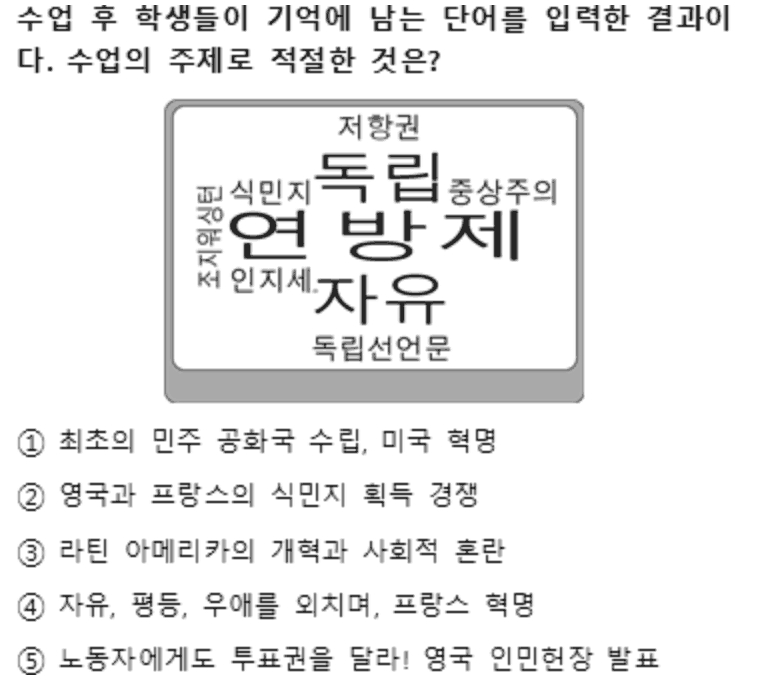 수업 후 학생들이 기억에 남는 단어를 입력한 결과이
다. 수업의 주제로 적절한 것은?
저항권
독립
조지워싱턴 식민지 중상주의
연방제
인지세
자유
독립선언문
① 최초의 민주 공화국 수립, 미국 혁명
② 영국과 프랑스의 식민지 획득 경쟁
③ 라틴 아메리카의 개혁과 사회적 혼란
④ 자유, 평등, 우애를 외치며, 프랑스 혁명
⑤ 노동자에게도 투표권을 달라! 영국 인민헌장 발표